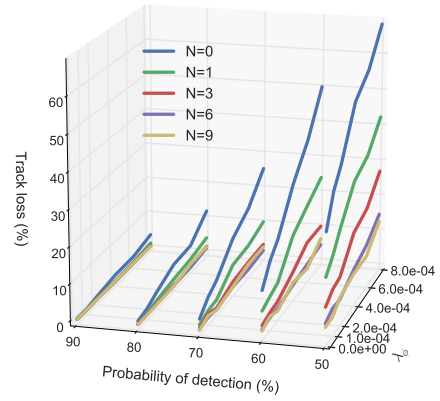 N=0
N=1
N=3
N=6
N=9
Track loss (%)
60
50
40
30
20
10
0
90
80
70
60
50
Probability of detection (%)
8.0e-04
6.0e-04
4.0e-04
2.0e-04
1.0e-04
0.0e+00